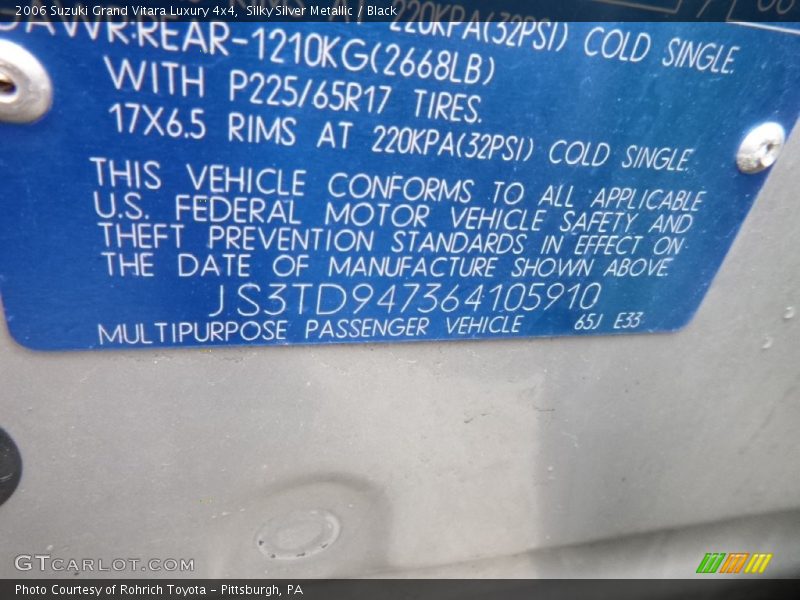 2006 Suzuki Grand Vitara Luxury 4x4, Silky Silver Metallic / Black
220KPA(32PSI) COLD SINGLE.
GAWR:REAR-1210KG(2668LB)
WITH P225/65R17 TIRES.
17X6.5 RIMS AT 220KPA(32PSI) COLD SINGLE.
THIS VEHICLE CONFORMS TO ALL APPLICABLE
U.S. FEDERAL MOTOR VEHICLE SAFETY AND
THEFT PREVENTION STANDARDS IN EFFECT ON
THE DATE OF MANUFACTURE SHOWN ABOVE.
JS3TD947364105910
MULTIPURPOSE PASSENGER VEHICLE 65J E33
GTCARLOT.COM
Photo Courtesy of Rohrich Toyota - Pittsburgh, PA